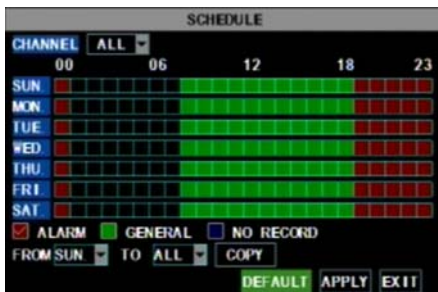 SCHEDULE
CHANNEL ALL
00 06 12 18 23
SUN.
MON.
TUE.
WED.
THU.
FRI.
SAT.
ALARM GENERAL NO RECORD
FROM SUN. TO ALL COPY
DEFAULT APPLY EXIT